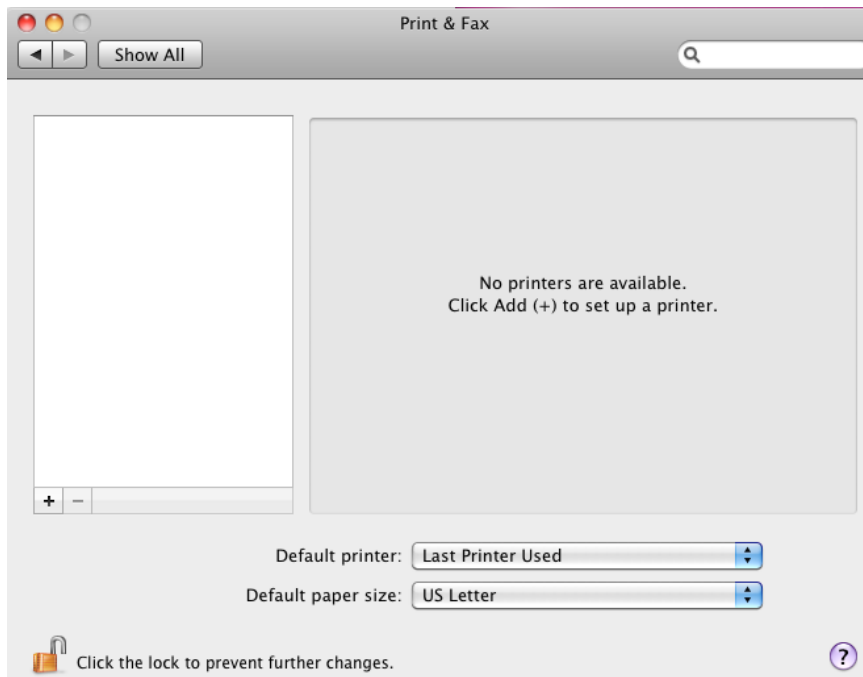 Print & Fax
Show All
No printers are available.
Click Add (+) to set up a printer.
+ −
Default printer: Last Printer Used
Default paper size: US Letter
Click the lock to prevent further changes.
?